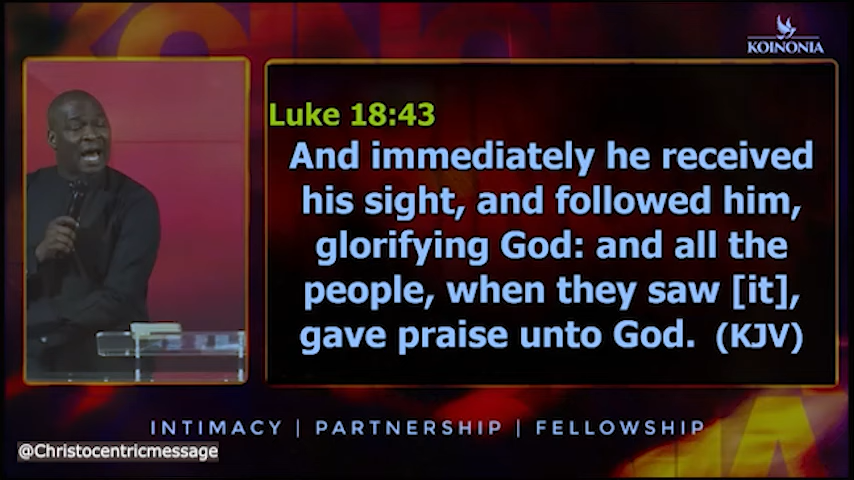 KOINONIA
Luke 18:43
And immediately he received
his sight, and followed him,
glorifying God: and all the
people, when they saw [it],
gave praise unto God. (KJV)
INTIMACY | PARTNERSHIP | FELLOWSHIP
@Christocentricmessage